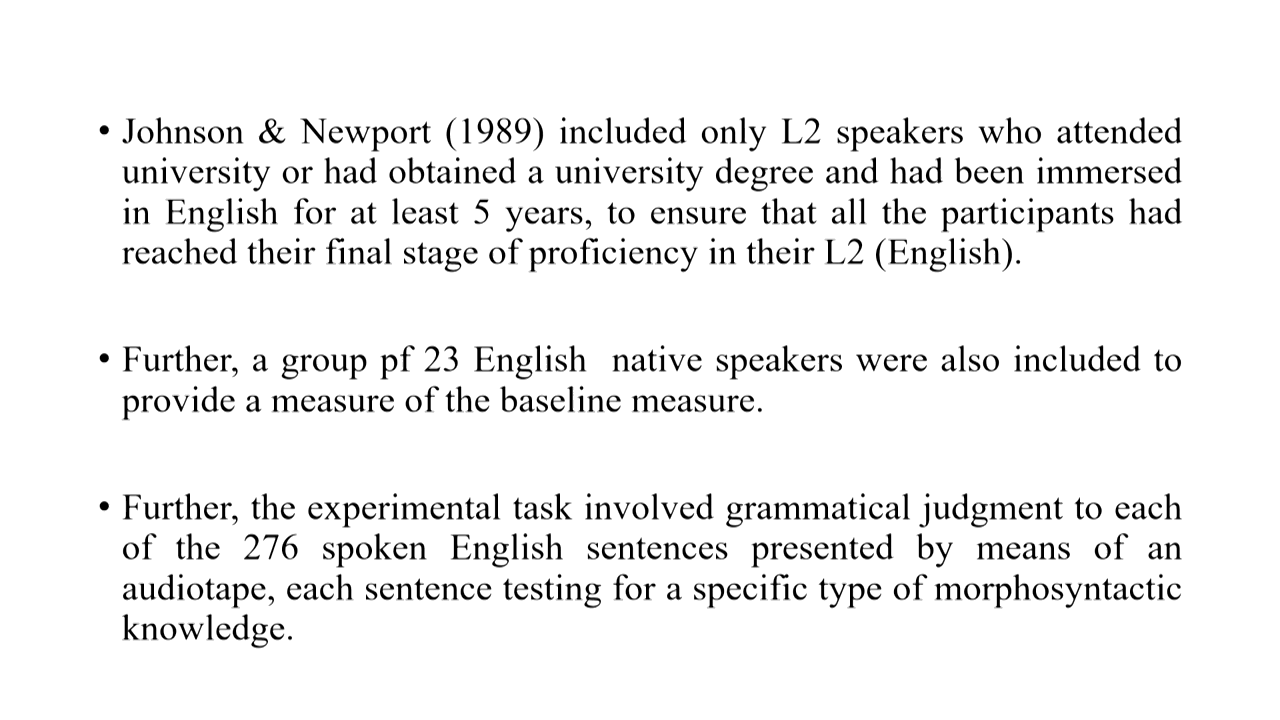 • Johnson & Newport (1989) included only L2 speakers who attended
university or had obtained a university degree and had been immersed
in English for at least 5 years, to ensure that all the participants had
reached their final stage of proficiency in their L2 (English).
• Further, a group pf 23 English  native speakers were also included to
provide a measure of the baseline measure.
• Further, the experimental task involved grammatical judgment to each
of the 276 spoken English sentences presented by means of an
audiotape, each sentence testing for a specific type of morphosyntactic
knowledge.